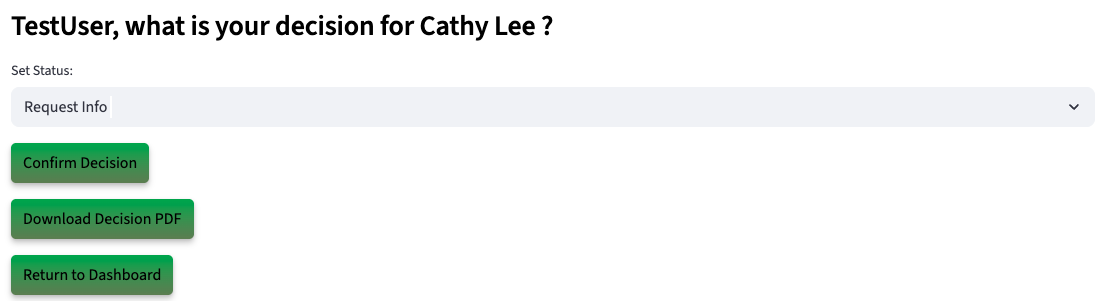 TestUser, what is your decision for Cathy Lee ?
Set Status:
Request Info
Confirm Decision
Download Decision PDF
Return to Dashboard